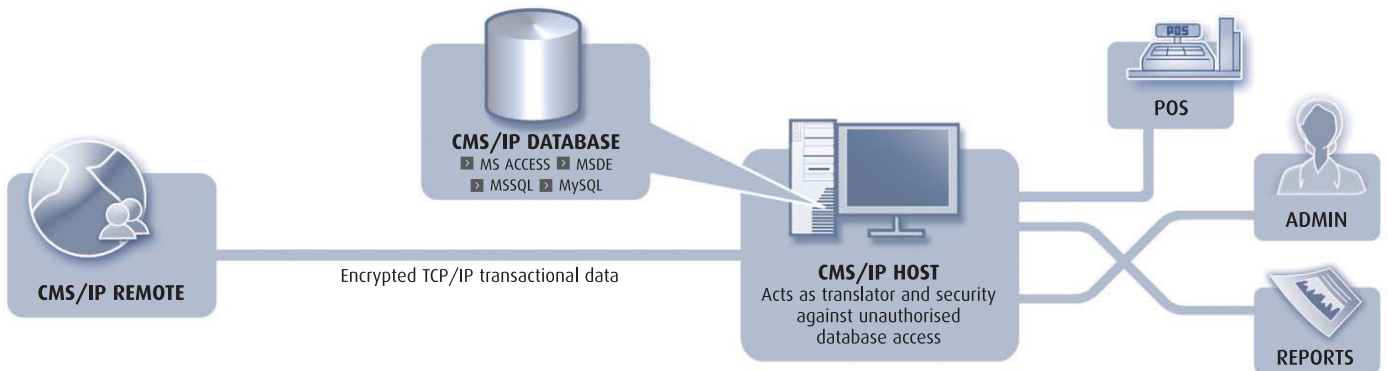 CMS/IP DATABASE
MS ACCESS MSDE
MSSQL MySQL
CMS/IP REMOTE
Encrypted TCP/IP transactional data
CMS/IP HOST
Acts as translator and security
against unauthorised
database access
POS
POS
ADMIN
REPORTS